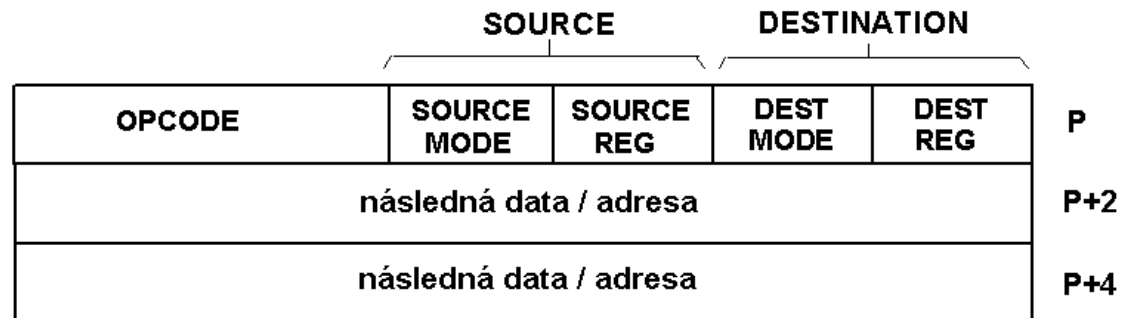 SOURCE DESTINATION
OPCODE SOURCE MODE SOURCE REG DEST MODE DEST REG P
následná data / adresa P+2
následná data / adresa P+4